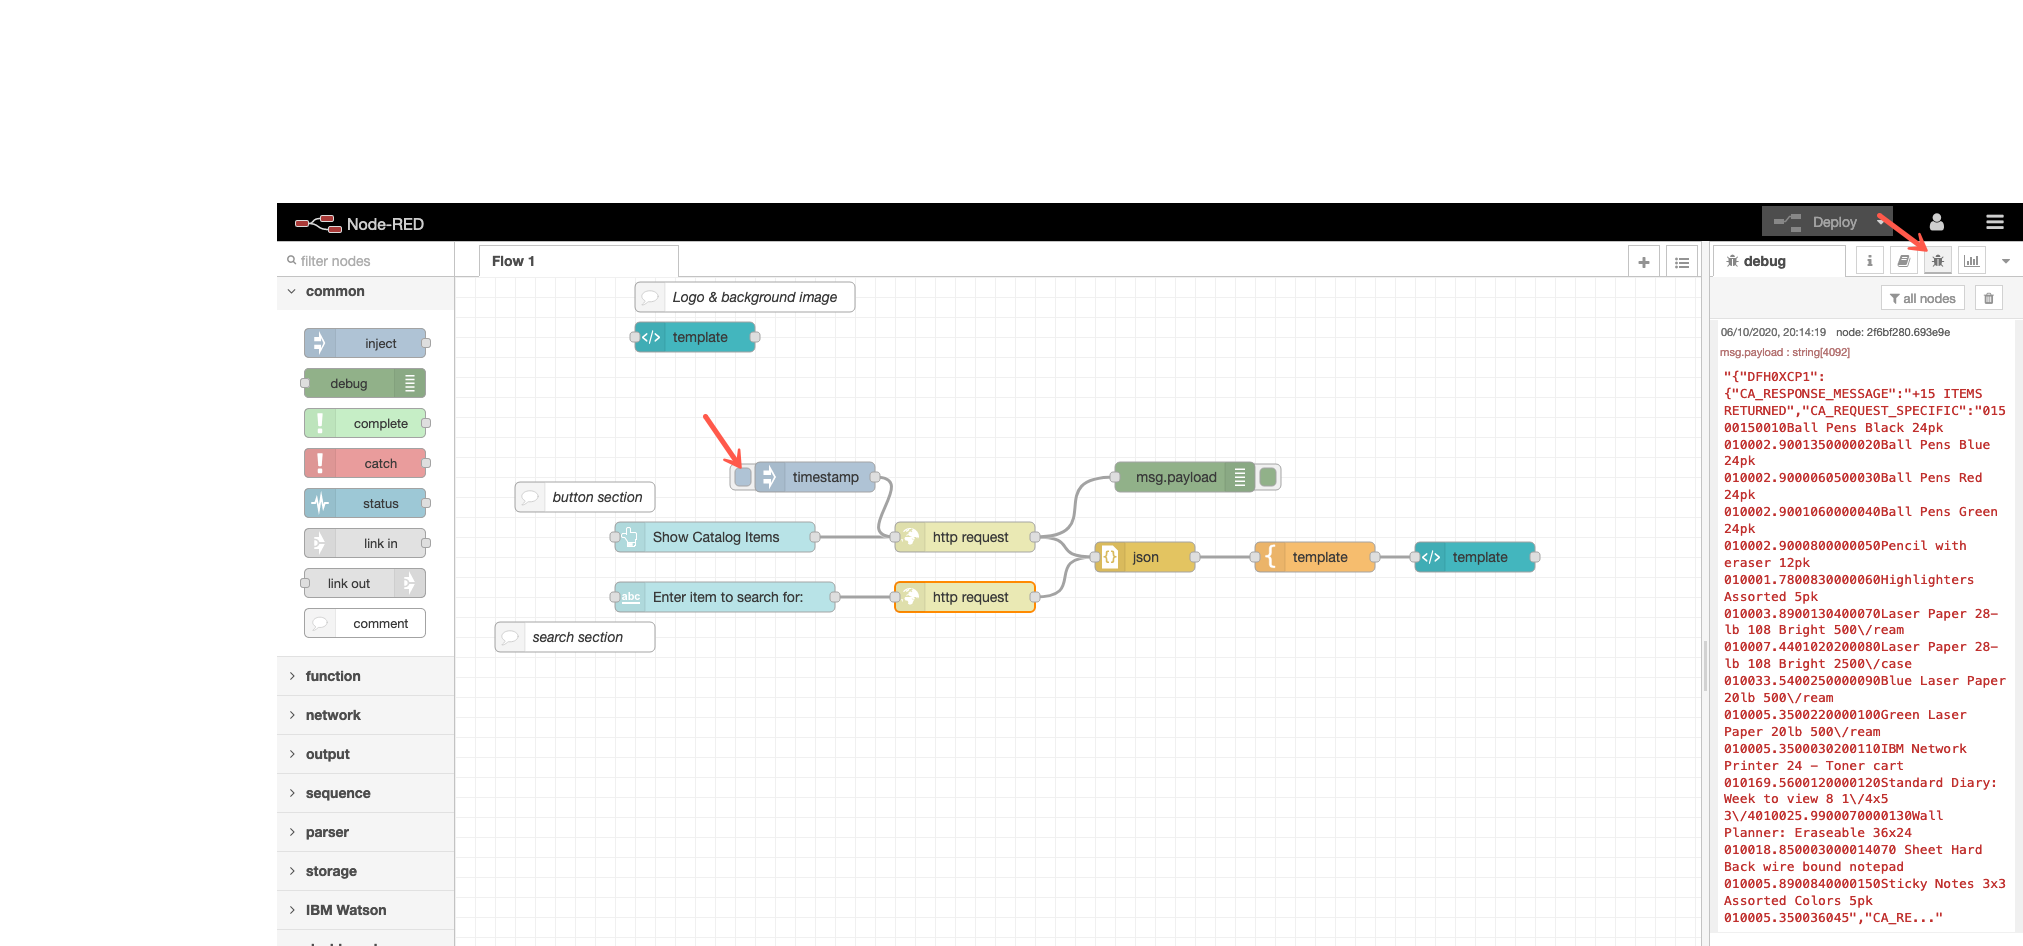 Node-RED
Deploy
filter nodes
Flow 1
debug
i
common
Logo & background image
all nodes
</> template
06/10/2020, 20:14:19 node: 2f6bf280.693e9e
msg.payload : string[4092]
inject
debug
complete
catch
status
link in
link out
comment
function
network
output
sequence
parser
storage
IBM Watson
timestamp
msg.payload
button section
Show Catalog Items
http request
{} json
{ template
</> template
abc Enter item to search for:
http request
search section
"{"DFH0XCP1":
{"CA_RESPONSE_MESSAGE":"+15 ITEMS
RETURNED","CA_REQUEST_SPECIFIC":"015
00150010Ball Pens Black 24pk
010002.9001350000020Ball Pens Blue
24pk
010002.9000060500030Ball Pens Red
24pk
010002.9001060000040Ball Pens Green
24pk
010002.9000800000050Pencil with
eraser 12pk
010001.7800830000060Highlighters
Assorted 5pk
010003.8900130400070Laser Paper 28-
lb 108 Bright 500\/ream
010007.4401020200080Laser Paper 28-
lb 108 Bright 2500\/case
010033.5400250000090Blue Laser Paper
20lb 500\/ream
010005.3500220000100Green Laser
Paper 20lb 500\/ream
010005.3500030200110IBM Network
Printer 24 - Toner cart
010169.5600120000120Standard Diary:
Week to view 8 1\/4x5
3\/4010025.9900070000130Wall
Planner: Eraseable 36x24
010018.850003000014070 Sheet Hard
Back wire bound notepad
010005.8900840000150Sticky Notes 3x3
Assorted Colors 5pk
010005.350036045","CA_RE..."